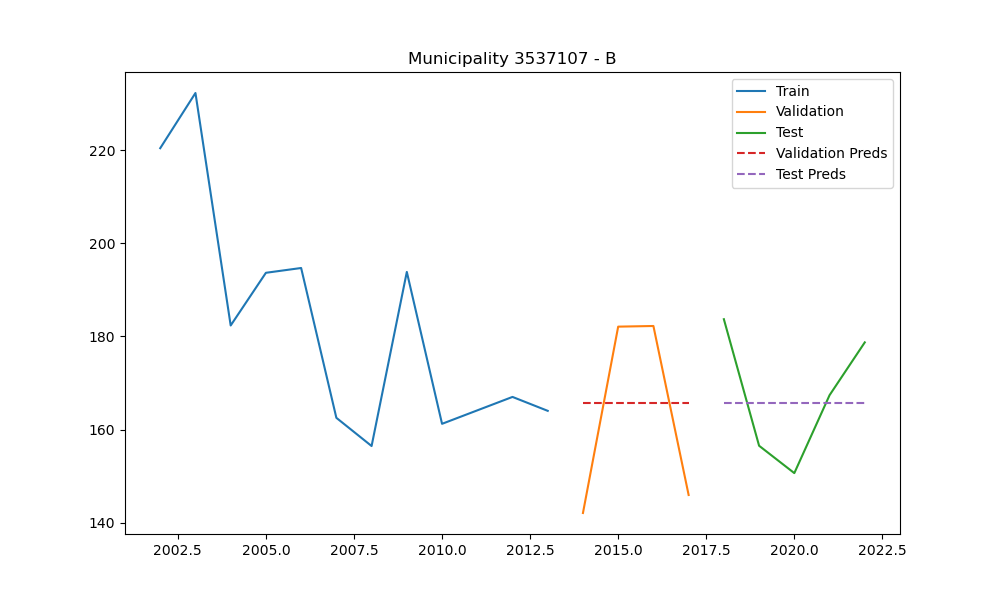 Municipality 3537107 - B
Train
Validation
Test
Validation Preds
Test Preds
220
200
180
160
140
2002.5 2005.0 2007.5 2010.0 2012.5 2015.0 2017.5 2020.0 2022.5